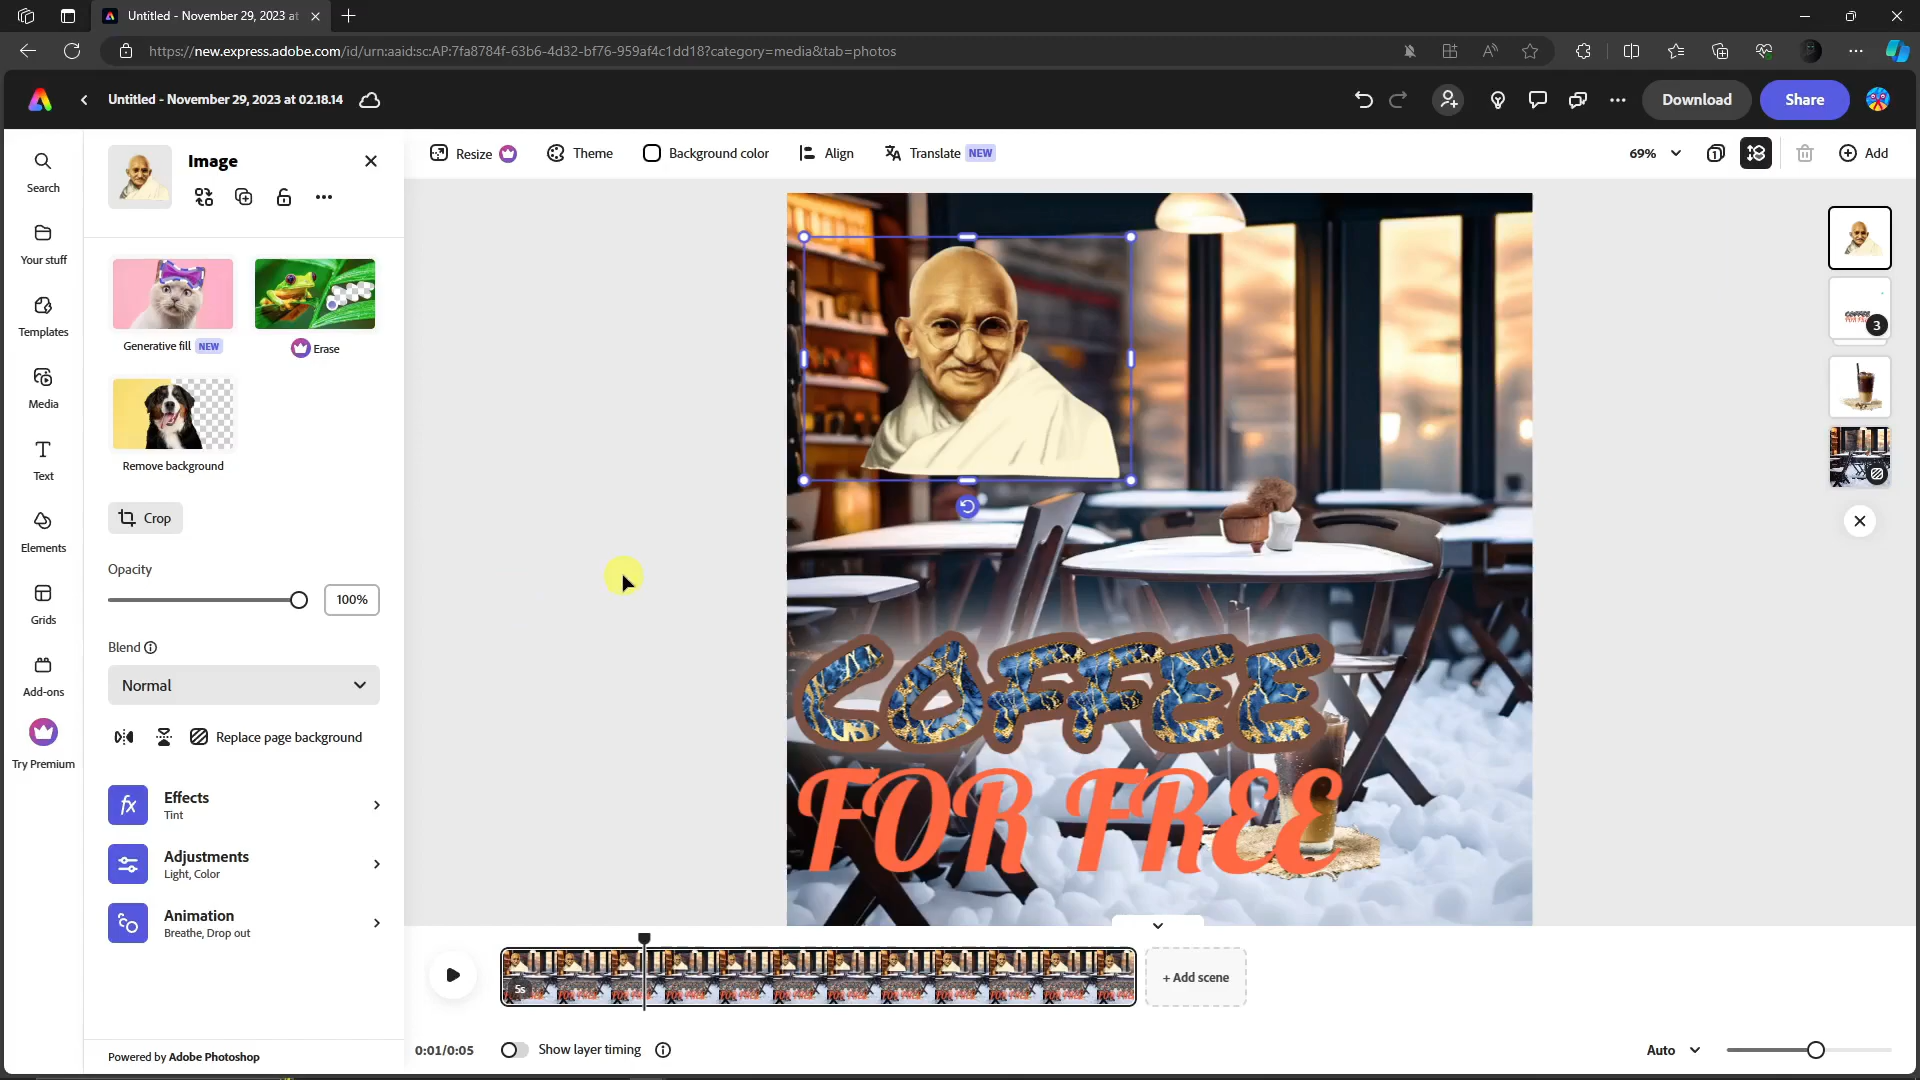 Untitled - November 29, 2023 at
https://new.express.adobe.com/id/urn:aaid:sc:AP:7fa8784f-63b6-4d32-bf76-959af4c1dd18?category=media&tab=photos
Untitled - November 29, 2023 at 02.18.14
Download
Share
Search
Your stuff
Templates
Media
Text
Elements
Grids
Add-ons
Try Premium
Image
Generative fill NEW
Erase
Remove background
Crop
Opacity
100%
Blend
Normal
Replace page background
Effects
Tint
Adjustments
Light, Color
Animation
Breathe, Drop out
Powered by Adobe Photoshop
Resize
Theme
Background color
Align
Translate NEW
69%
1
Add
COFFEE
FOR FREE
COFFEE
FOR FREE
3
5s
+ Add scene
0:01/0:05
Show layer timing
Auto